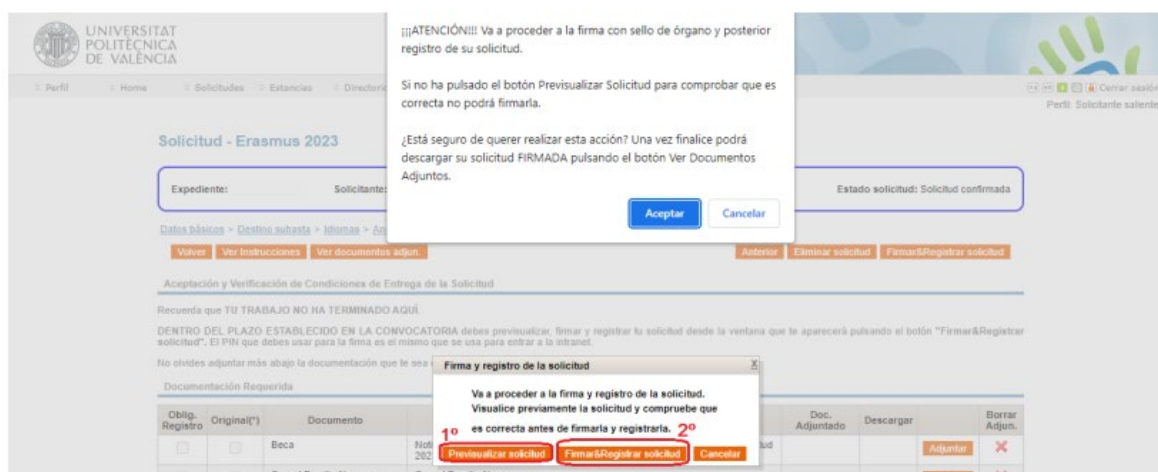 UNIVERSITAT
POLITÈCNICA
DE VALÈNCIA
¡¡¡ATENCIÓN!!! Va a proceder a la firma con sello de órgano y posterior
registro de su solicitud.
Si no ha pulsado el botón Previsualizar Solicitud para comprobar que es
correcta no podrá firmarla.
¿Está seguro de querer realizar esta acción? Una vez finalice podrá
descargar su solicitud FIRMADA pulsando el botón Ver Documentos
Adjuntos.
Aceptar Cancelar
Perfil Home Solicitudes Estancias Cerrar sesión
Perfil: Solicitante saliente
Solicitud - Erasmus 2023
Expediente: Solicitante: Estado solicitud: Solicitud confirmada
Datos básicos > Destino subasta > Idiomas >
Volver Ver Instrucciones Ver documentos adjun. Anterior Eliminar solicitud Firmar&Registrar solicitud
Aceptación y Verificación de Condiciones de Entrega de la Solicitud
Recuerda que TU TRABAJO NO HA TERMINADO AQUÍ.
DENTRO DEL PLAZO ESTABLECIDO EN LA CONVOCATORIA debes previsualizar, firmar y registrar tu solicitud desde la ventana que te aparecerá pulsando el botón "Firmar&Registrar
solicitud". El PIN que debes usar para la firma es el mismo que se usa para entrar a la intranet.
No olvides adjuntar más abajo la documentación que te sea
Firma y registro de la solicitud X
Va a proceder a la firma y registro de la solicitud.
Visualice previamente la solicitud y compruebe que
es correcta antes de firmarla y registrarla.
1º 2º
Previsualizar solicitud Firmar&Registrar solicitud Cancelar
Documentación Requerida
Oblig. Registro Original(*) Documento Doc. Adjuntado Descargar Borrar Adjun.
Beca Adjuntar